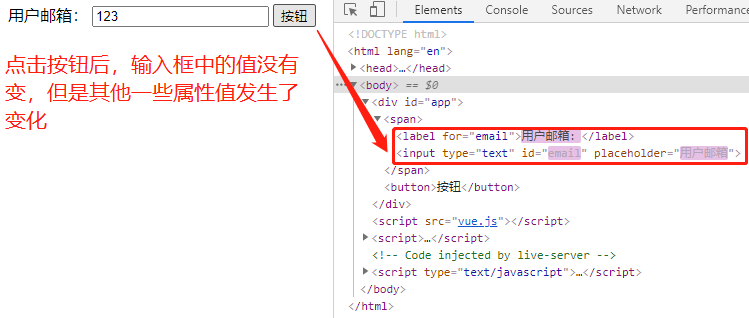 用户邮箱： 123 按钮
点击按钮后，输入框中的值没有
变，但是其他一些属性值发生了
变化
Elements Console Sources Network Performance
<!DOCTYPE html>
<html lang="en">
<head>…</head>
…<body> == $0
<div id="app">
<span>
<label for="email">用户邮箱：</label>
<input type="text" id="email" placeholder="用户邮箱">
</span>
<button>按钮</button>
</div>
<script src="vue.js"></script>
<script>…</script>
<!-- Code injected by live-server -->
<script type="text/javascript">…</script>
</body>
</html>